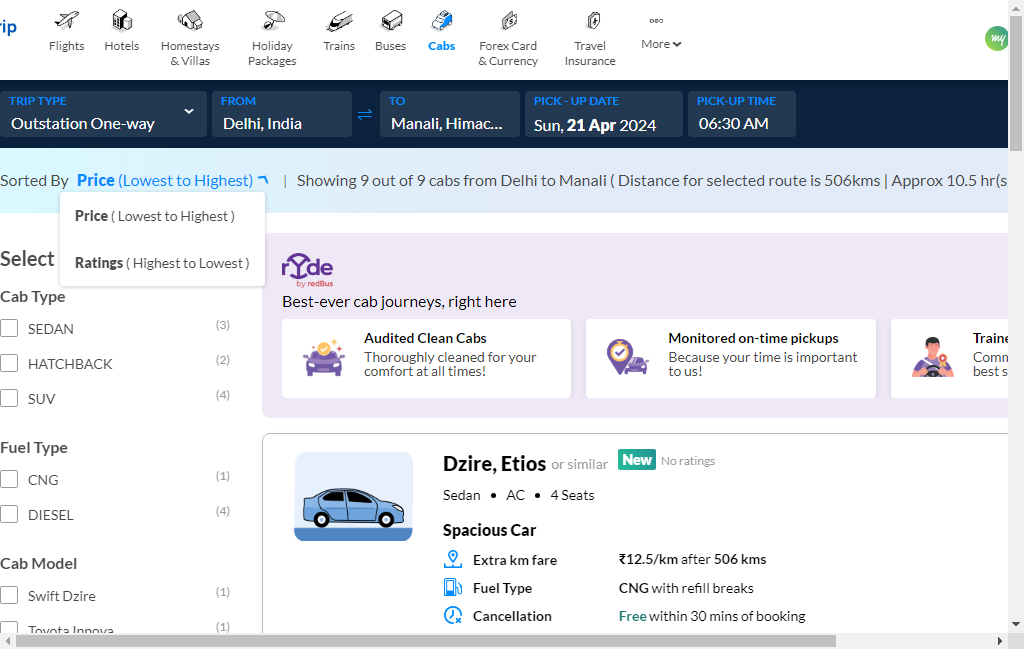 rip
Flights
Hotels
Homestays
& Villas
Holiday
Packages
Trains
Buses
Cabs
Forex Card
& Currency
Travel
Insurance
More
my
TRIP TYPE
Outstation One-way
FROM
Delhi, India
TO
Manali, Himac...
PICK - UP DATE
Sun, 21 Apr 2024
PICK-UP TIME
06:30 AM
Sorted By Price (Lowest to Highest) | Showing 9 out of 9 cabs from Delhi to Manali ( Distance for selected route is 506kms | Approx 10.5 hr(s
Price ( Lowest to Highest )
Ratings ( Highest to Lowest )
Select
Cab Type
SEDAN (3)
HATCHBACK (2)
SUV (4)
Fuel Type
CNG (1)
DIESEL (4)
Cab Model
Swift Dzire (1)
Toyota Innova (1)
ryde
by redBus
Best-ever cab journeys, right here
Audited Clean Cabs
Thoroughly cleaned for your
comfort at all times!
Monitored on-time pickups
Because your time is important
to us!
Traine
Comm
best s
Dzire, Etios or similar New No ratings
Sedan • AC • 4 Seats
Spacious Car
Extra km fare ₹12.5/km after 506 kms
Fuel Type CNG with refill breaks
Cancellation Free within 30 mins of booking